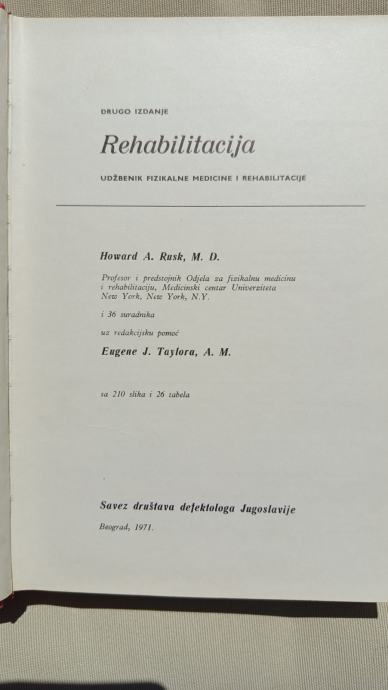 DRUGO IZDANJE
Rehabilitacija
UDŽBENIK FIZIKALNE MEDICINE I REHABILITACIJE
Howard A. Rusk, M. D.
Profesor i predstojnik Odjela za fizikalnu medicinu
i rehabilitaciju, Medicinski centar Univerziteta
New York, New York, N.Y.
i 36 suradnika
uz redakcijsku pomoć
Eugene J. Taylora, A. M.
sa 210 slika i 26 tabela
Savez društava defektologa Jugoslavije
Beograd, 1971.